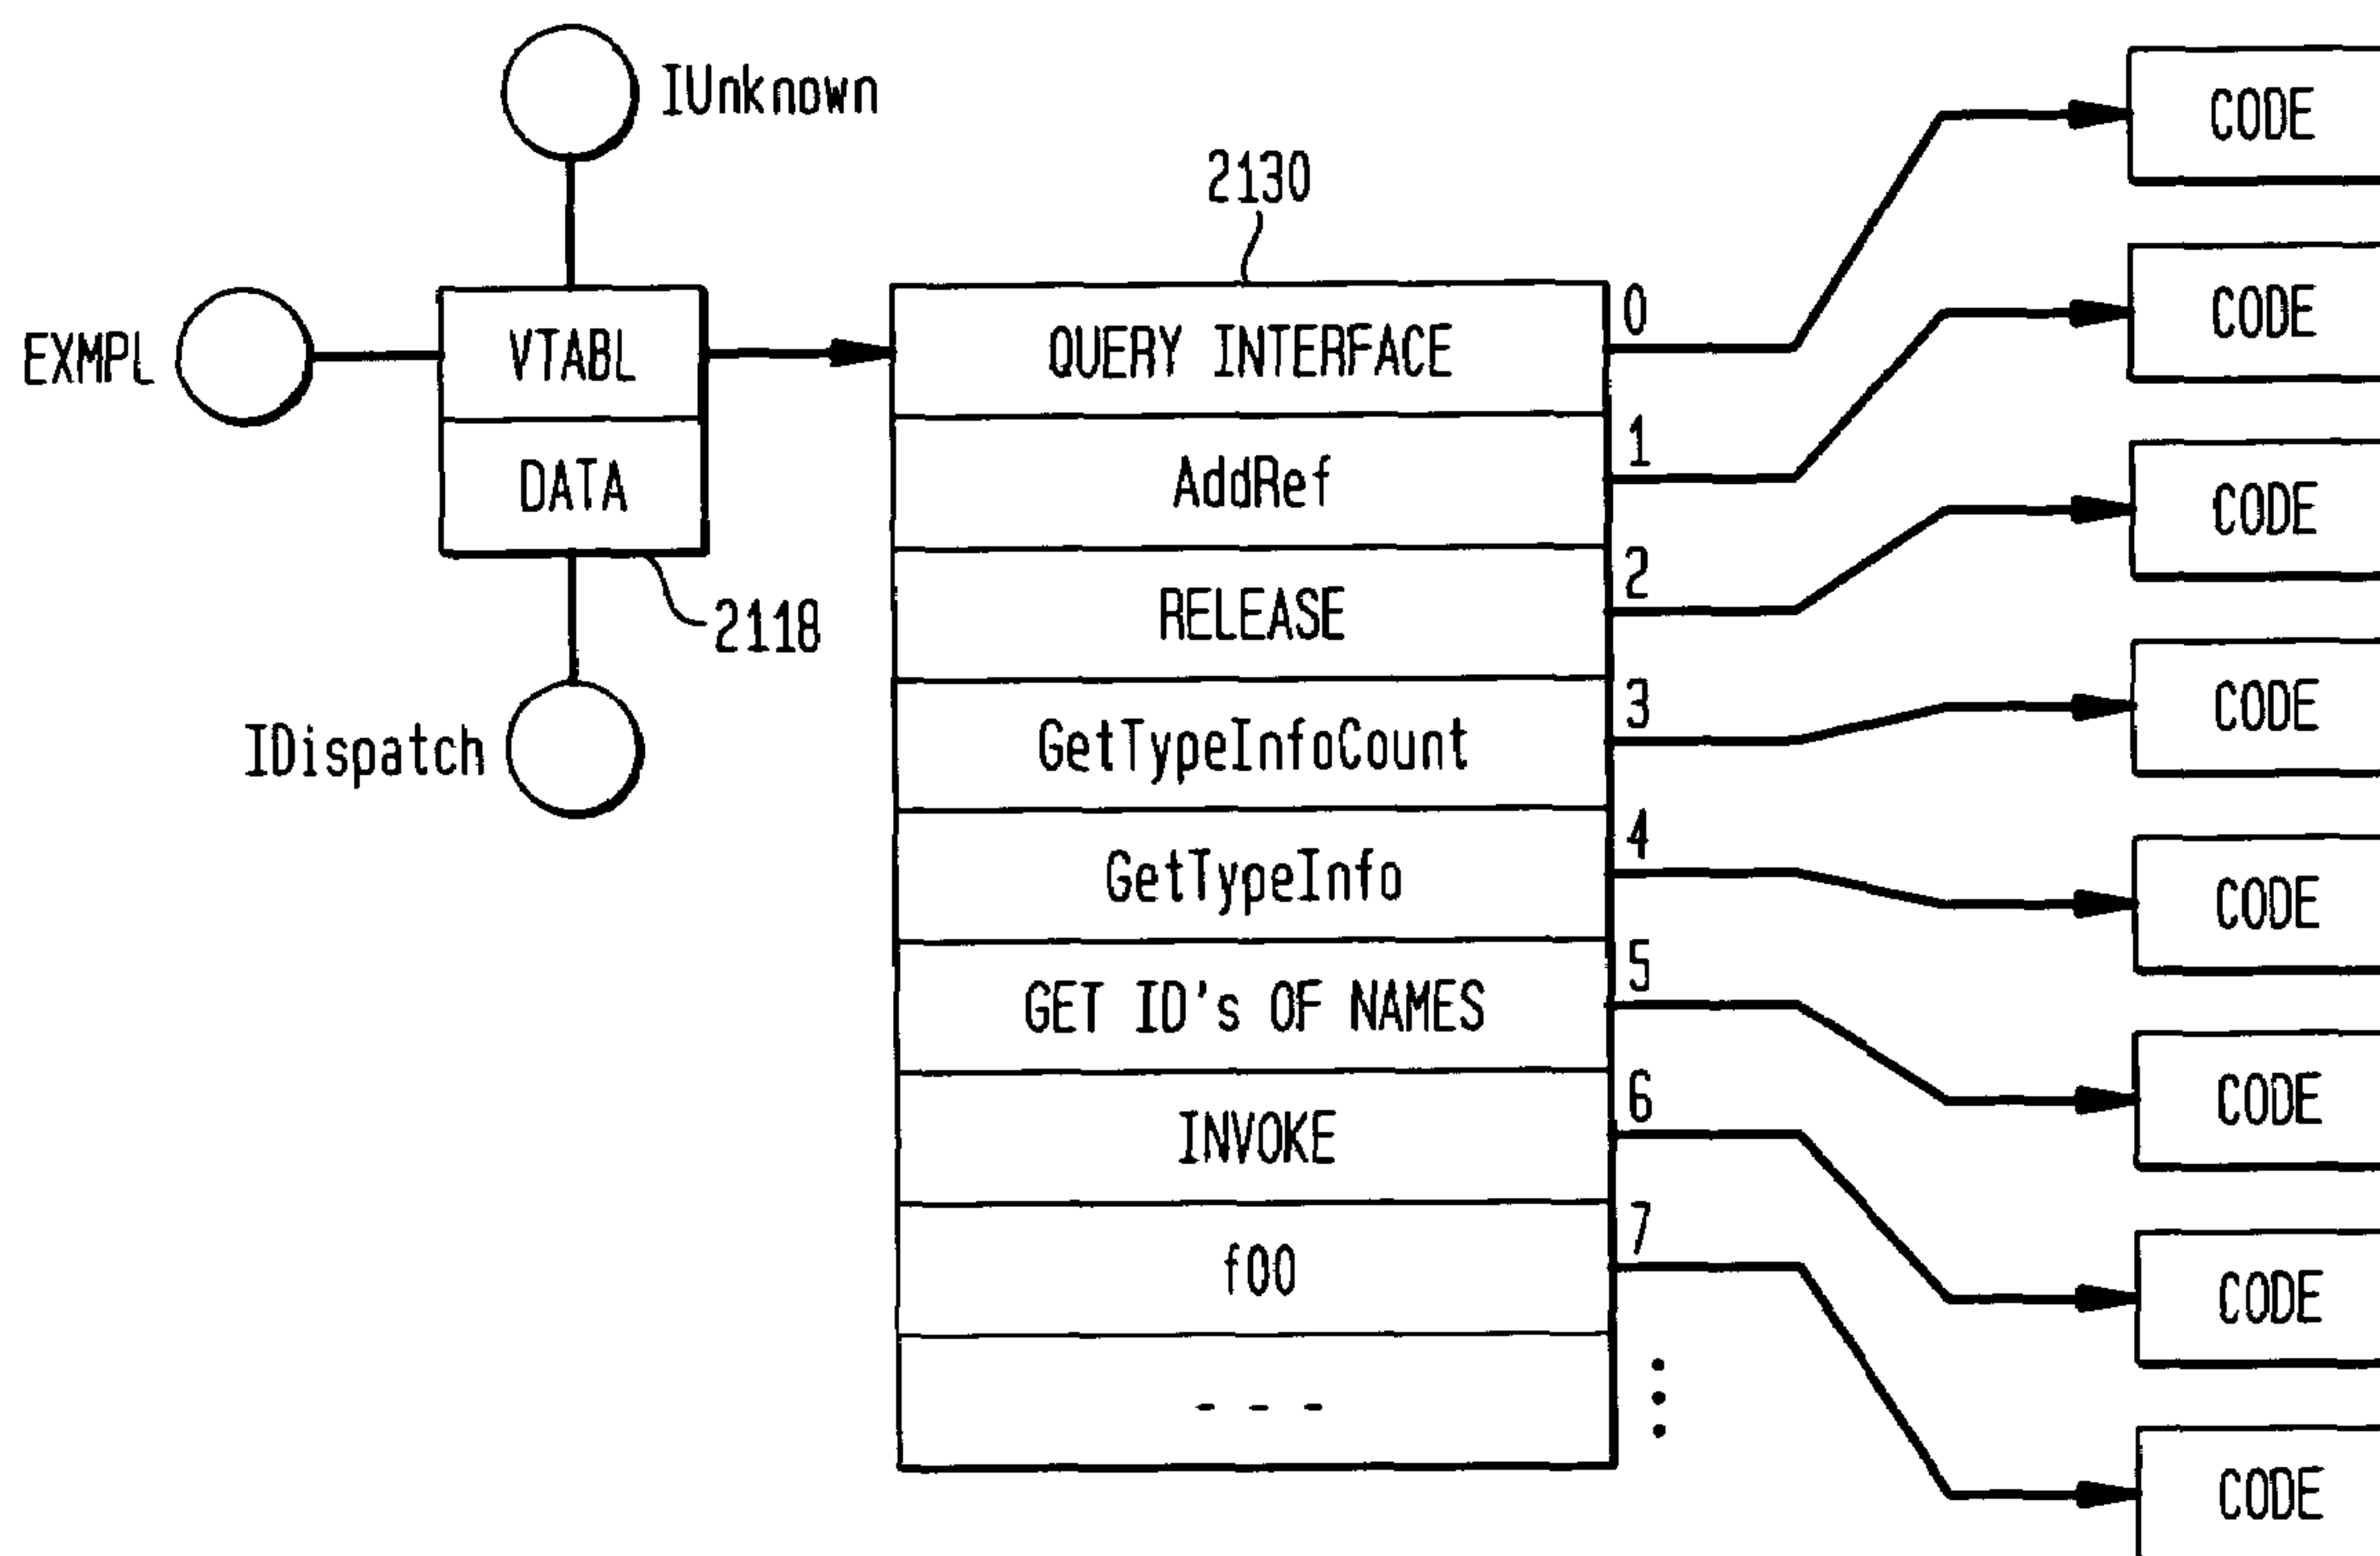 IUnknown
EXMPL
VTABL
DATA
2118
IDispatch
2130
QUERY INTERFACE
0
AddRef
1
RELEASE
2
GetTypeInfoCount
3
GetTypeInfo
4
GET ID's OF NAMES
5
INVOKE
6
f00
7
- - -
CODE
CODE
CODE
CODE
CODE
CODE
CODE
CODE